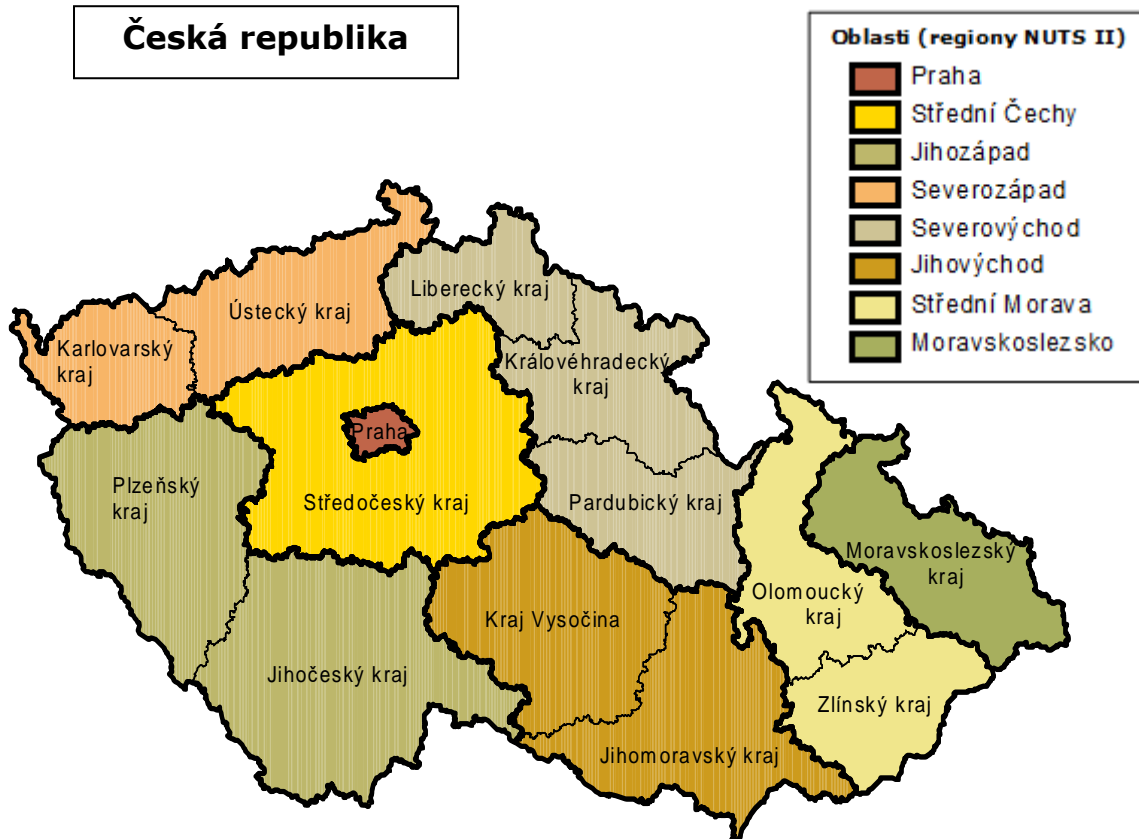 Česká republika
Oblasti (regiony NUTS II)
Praha
Střední Čechy
Jihozápad
Severozápad
Severovýchod
Jihovýchod
Střední Morava
Moravskoslezsko
Liberecký kraj
Ústecký kraj
Karlovarský
kraj
Královéhradecký
kraj
Praha
Plzeňský
kraj
Středočeský kraj
Pardubický kraj
Moravskoslezský
kraj
Olomoucký
kraj
Kraj Vysočina
Jihočeský kraj
Zlínský kraj
Jihomoravský kraj